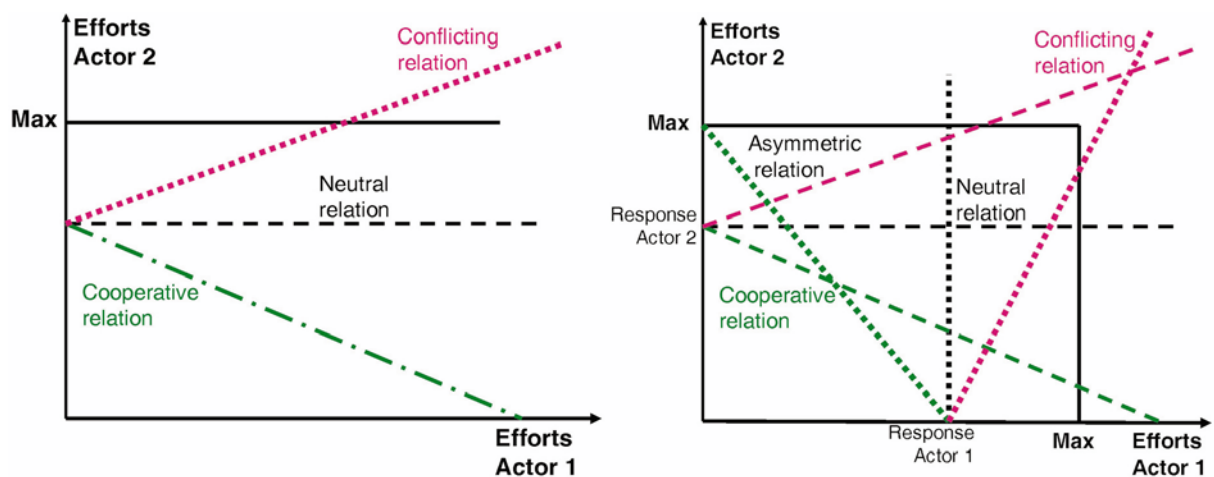 Efforts
Actor 2
Conflicting
relation
Max
Neutral
relation
Cooperative
relation
Efforts
Actor 1
Efforts
Actor 2
Conflicting
relation
Max
Asymmetric
relation
Neutral
relation
Response
Actor 2
Cooperative
relation
Response
Actor 1
Max
Efforts
Actor 1